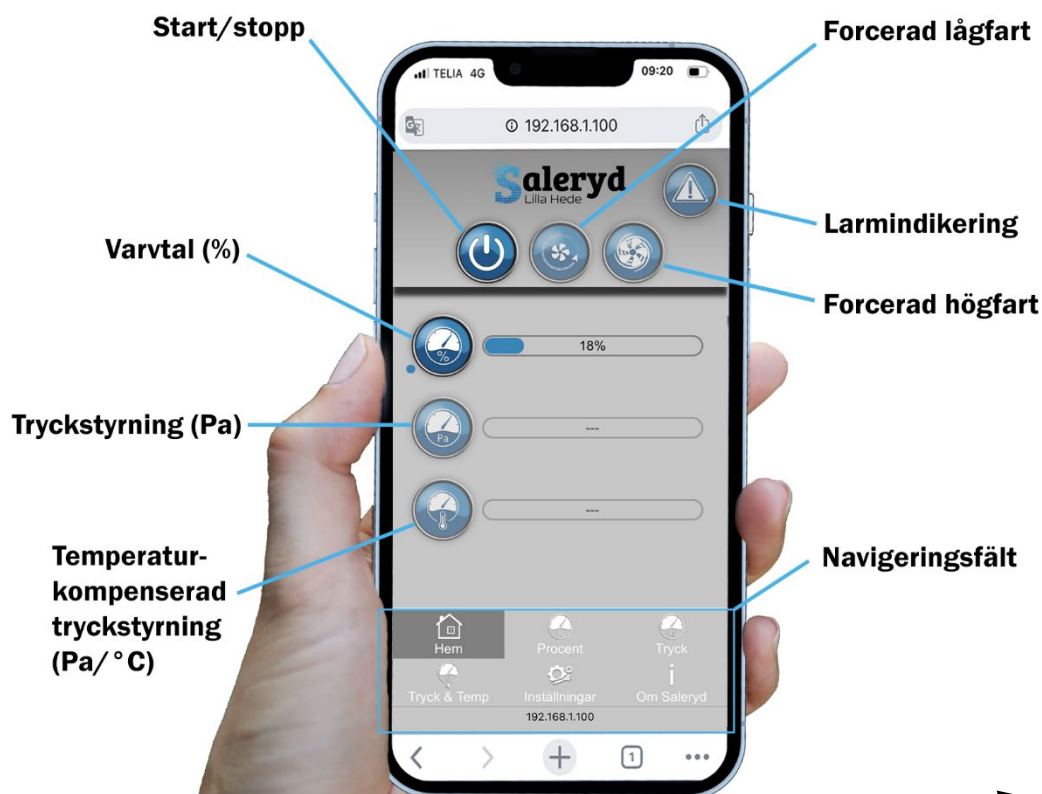 Start/stopp
Forcerad lågfart
TELIA 4G
09:20
192.168.1.100
Saleryd
Lilla Hede
Larmindikering
Varvtal (%)
Forcerad högfart
%
18%
Tryckstyrning (Pa)
Pa
---
---
Temperatur-
kompenserad
tryckstyrning
(Pa/°C)
Navigeringsfält
Hem
Procent
Tryck
Tryck & Temp
Inställningar
Om Saleryd
192.168.1.100
1